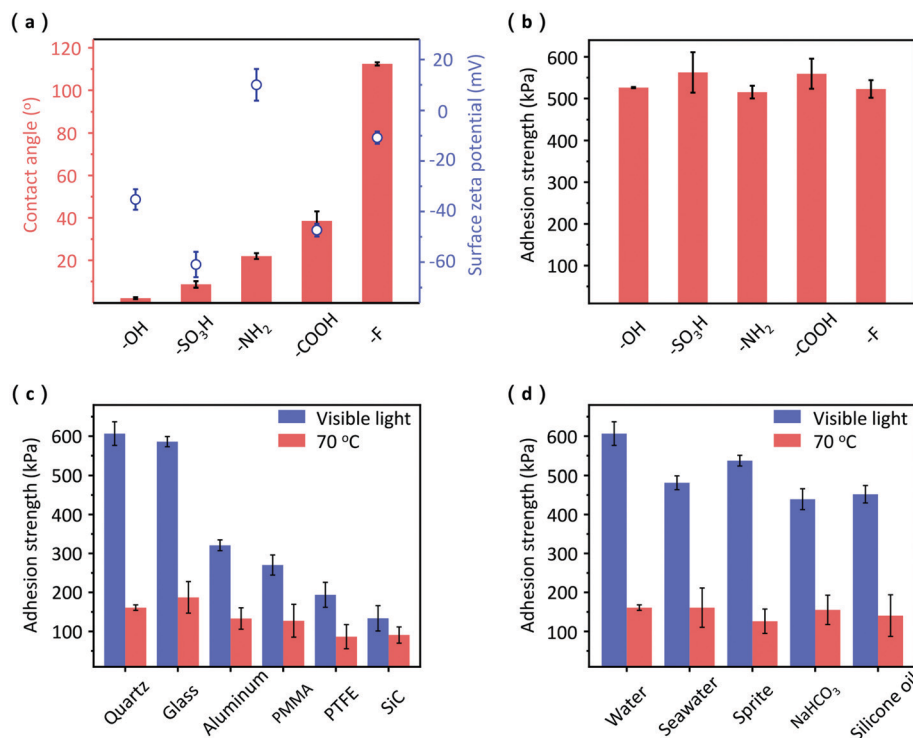 ( a )
120
100
80
60
40
20
Contact angle (º)
20
0
-20
-40
-60
Surface zeta potential (mV)
-OH
-SO₃H
-NH₂
-COOH
-F
( b )
600
500
400
300
200
100
Adhesion strength (kPa)
-OH
-SO₃H
-NH₂
-COOH
-F
( c )
Visible light
70 ºC
600
500
400
300
200
100
Adhesion strength (kPa)
Quartz
Glass
Aluminum
PMMA
PTFE
SiC
( d )
Visible light
70 ºC
600
500
400
300
200
100
Adhesion strength (kPa)
Water
Seawater
Sprite
NaHCO₃
Silicone oil